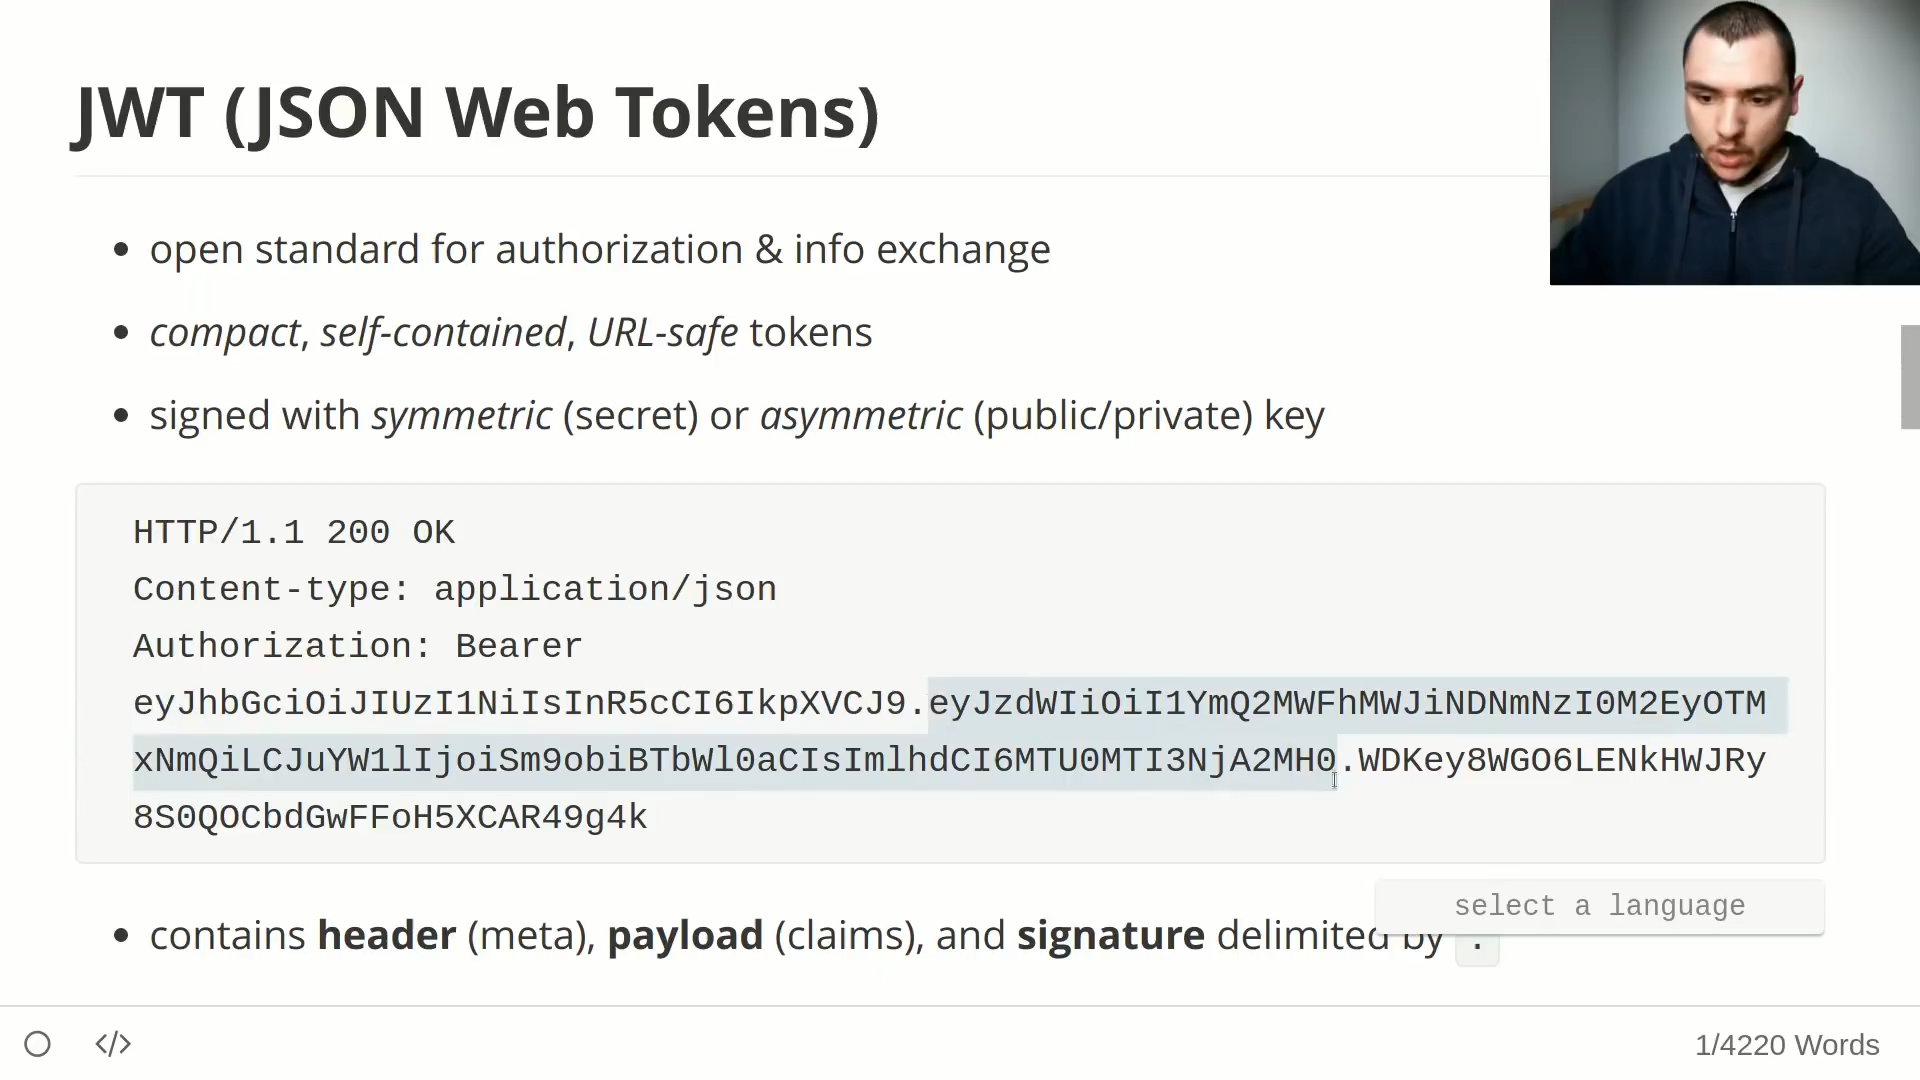 JWT (JSON Web Tokens)
• open standard for authorization & info exchange
• compact, self-contained, URL-safe tokens
• signed with symmetric (secret) or asymmetric (public/private) key
HTTP/1.1 200 OK
Content-type: application/json
Authorization: Bearer
eyJhbGciOiJIUzI1NiIsInR5cCI6IkpXVCJ9.eyJzdWIiOiI1YmQ2MWFhMWJiNDNmNzI0M2EyOTM
xNmQiLCJuYW1lIjoiSm9obiBTbWl0aCIsImlhdCI6MTU0MTI3NjA2MH0.WDKey8WGO6LENkHWJRy
8S0QOCbdGwFFoH5XCAR49g4k
select a language
• contains header (meta), payload (claims), and signature delimited by .
</> 1/4220 Words